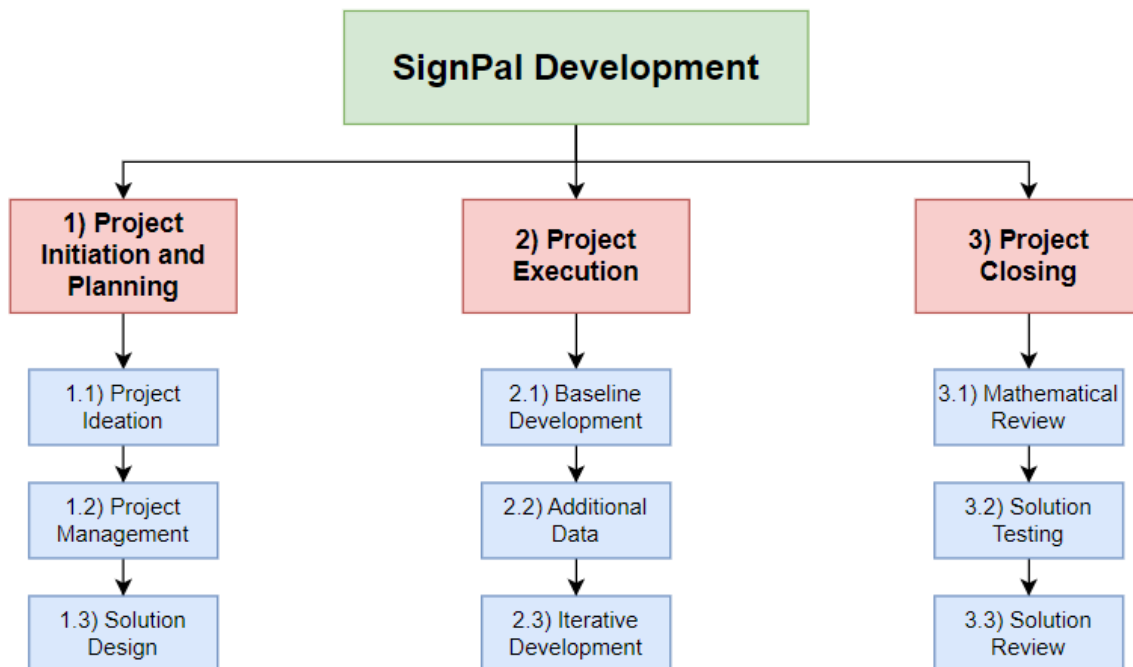 SignPal Development
1) Project
Initiation and
Planning
2) Project
Execution
3) Project
Closing
1.1) Project
Ideation
2.1) Baseline
Development
3.1) Mathematical
Review
1.2) Project
Management
2.2) Additional
Data
3.2) Solution
Testing
1.3) Solution
Design
2.3) Iterative
Development
3.3) Solution
Review